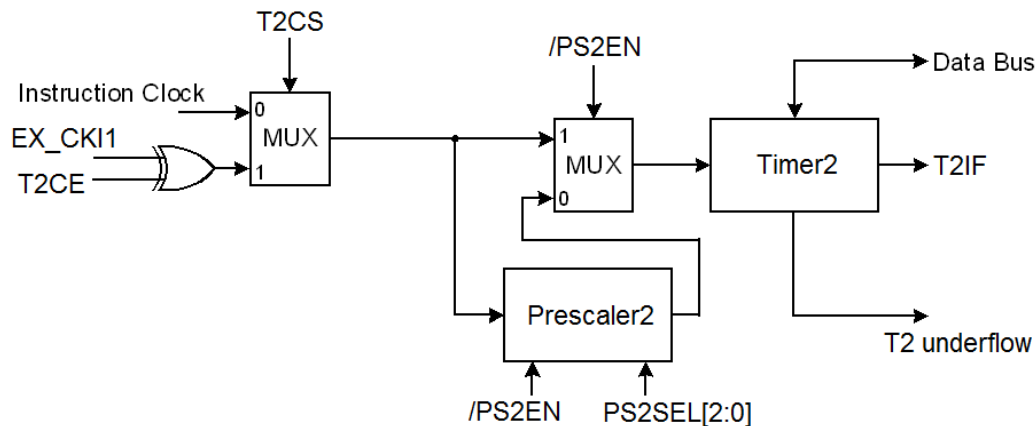 T2CS
/PS2EN
Instruction Clock
0
MUX
EX_CKI1
T2CE
1
1
MUX
0
Timer2
Data Bus
T2IF
Prescaler2
T2 underflow
/PS2EN
PS2SEL[2:0]